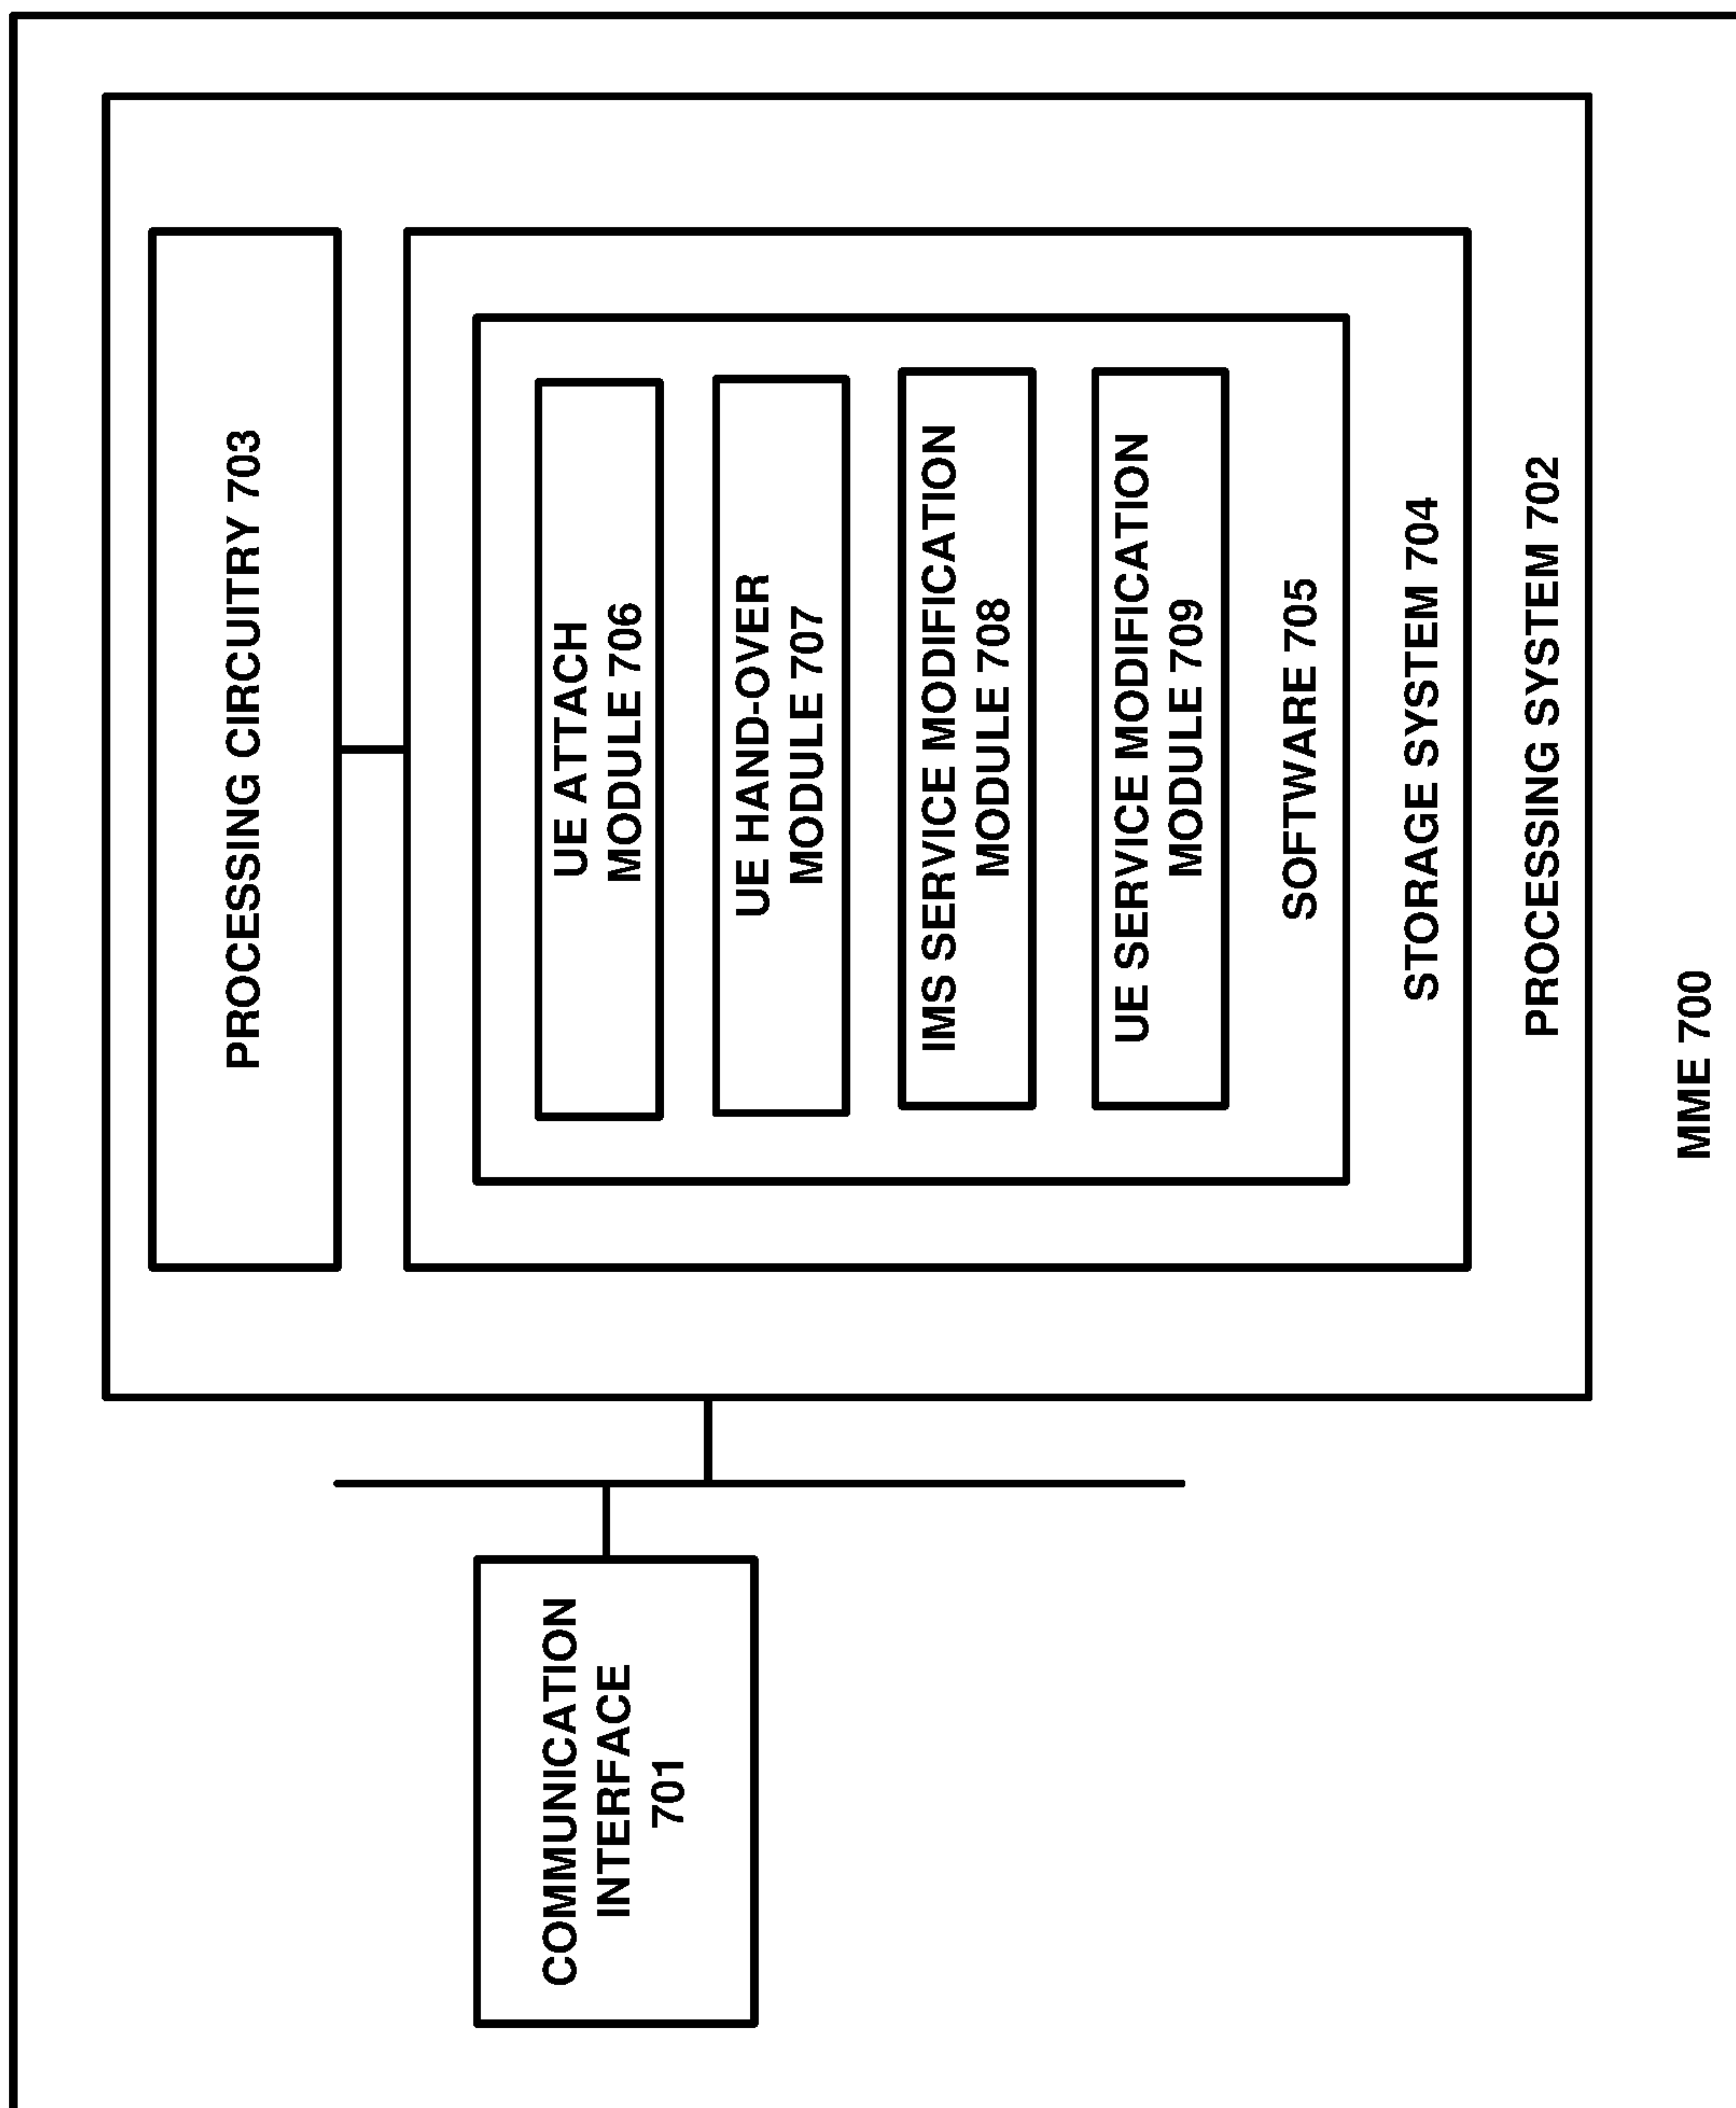 COMMUNICATION
INTERFACE
701
PROCESSING CIRCUITRY 703
UE ATTACH
MODULE 706
UE HAND-OVER
MODULE 707
IMS SERVICE MODIFICATION
MODULE 708
UE SERVICE MODIFICATION
MODULE 709
SOFTWARE 705
STORAGE SYSTEM 704
PROCESSING SYSTEM 702
MME 700